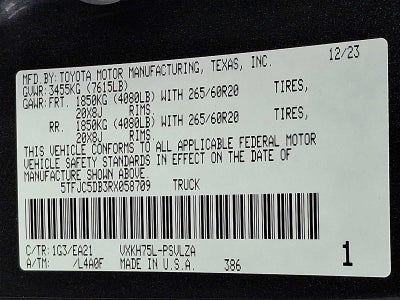 MFD.BY:TOYOTA MOTOR MANUFACTURING, TEXAS, INC. 12/23
GVWR: 3455KG (7615LB)
GAWR: FRT. 1850KG (4080LB) WITH 265/60R20 TIRES,
20X8J RIMS
RR. 1850KG (4080LB) WITH 265/60R20 TIRES,
20X8J RIMS
THIS VEHICLE CONFORMS TO ALL APPLICABLE FEDERAL MOTOR
VEHICLE SAFETY STANDARDS IN EFFECT ON THE DATE OF
MANUFACTURE SHOWN ABOVE.
5TFJC5DB3RX058709 TRUCK
C/TR: 1G3/EA21 VXKH75L-PSVLZA
A/TM: /L4A0F MADE IN U.S.A. 386 1